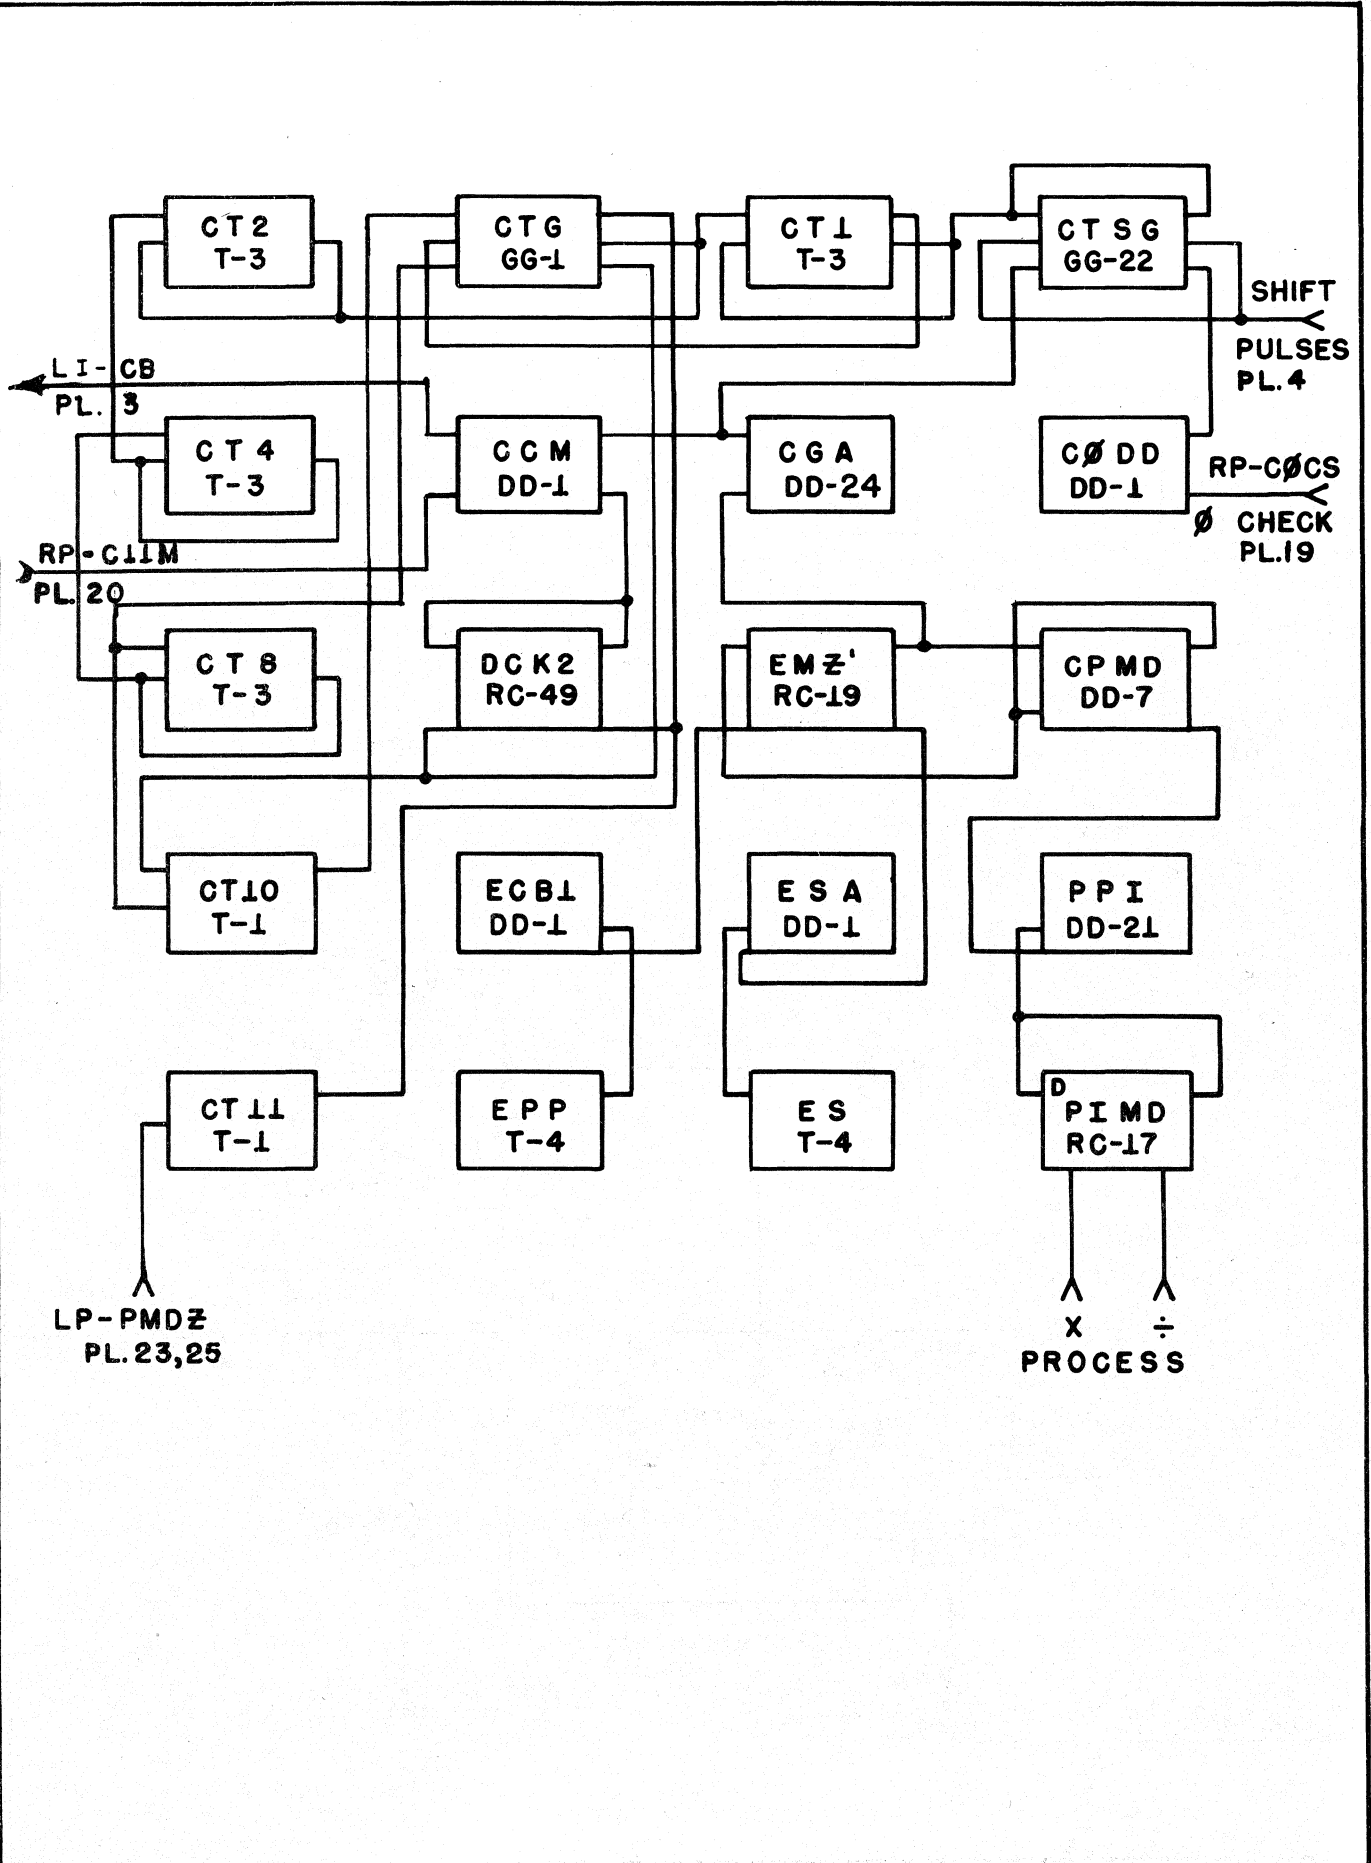 CT2
T-3
CTG
GG-1
CT1
T-3
CTSG
GG-22
SHIFT
PULSES
PL.4
LI-CB
PL. 3
CT4
T-3
CCM
DD-1
CGA
DD-24
CØDD
DD-1
RP-CØCS
Ø CHECK
PL.19
RP-C11M
PL. 20
CT8
T-3
DCK2
RC-49
EMƵ'
RC-19
CPMD
DD-7
CT10
T-1
ECB1
DD-1
ESA
DD-1
PPI
DD-21
CT11
T-1
EPP
T-4
ES
T-4
D
PIMD
RC-17
LP-PMDƵ
PL.23,25
X ÷
PROCESS